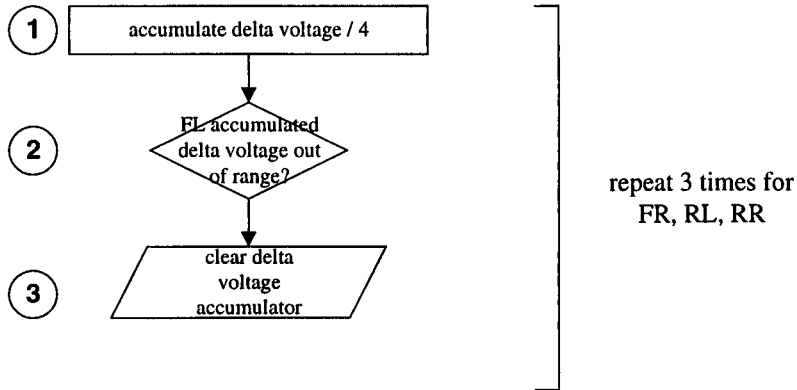 1
accumulate delta voltage / 4
2
FL accumulated
delta voltage out
of range?
repeat 3 times for
FR, RL, RR
3
clear delta
voltage
accumulator